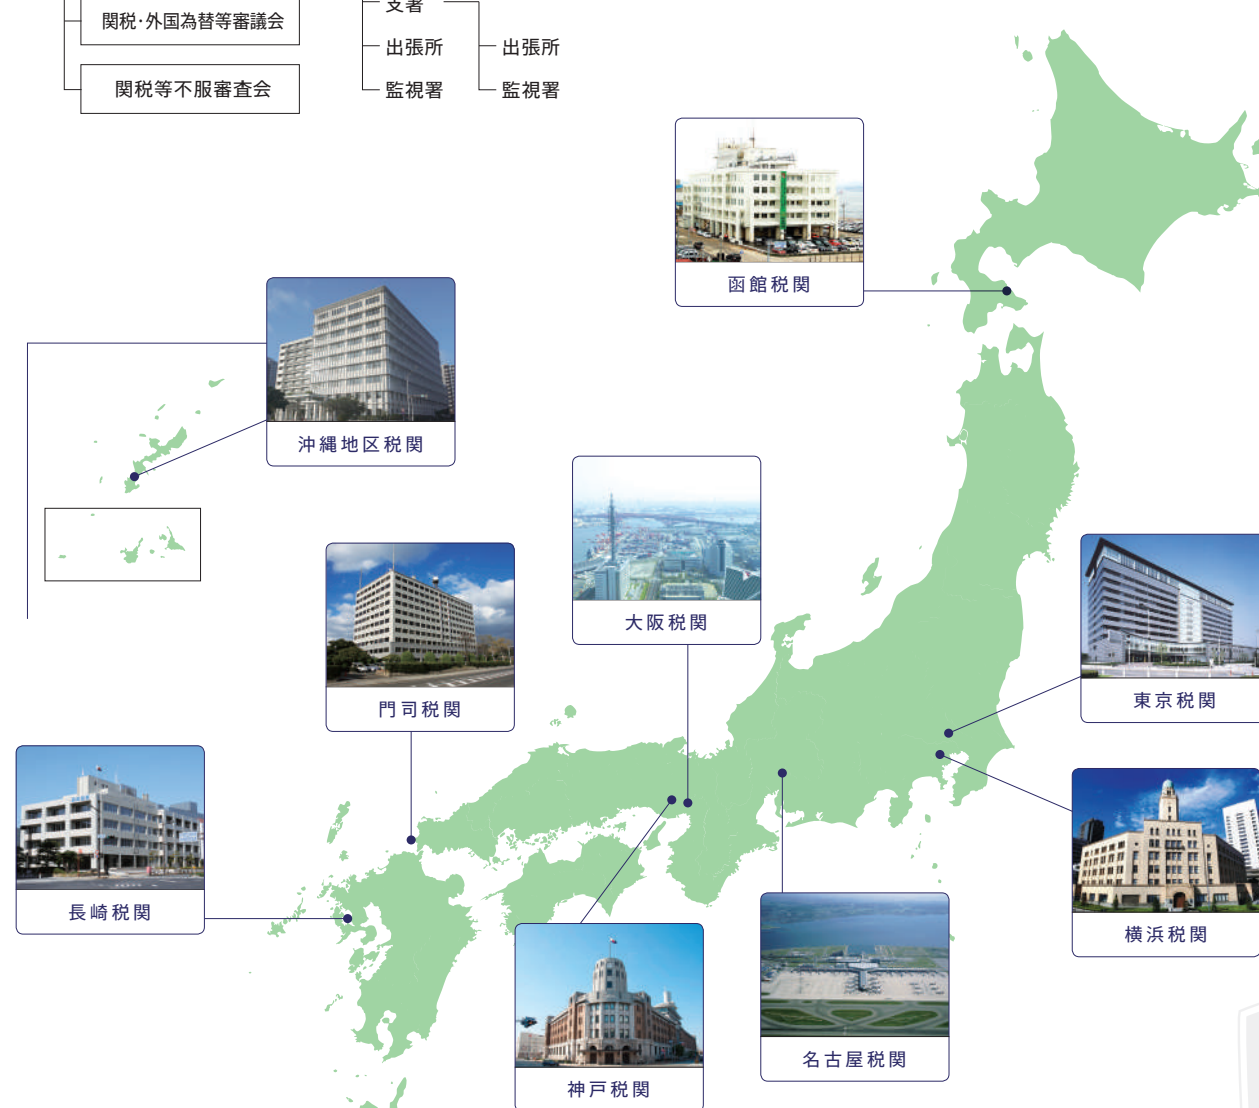 関税・外国為替等審議会
関税等不服審査会
支署
出張所
監視署
出張所
監視署
函館税関
沖縄地区税関
大阪税関
門司税関
東京税関
長崎税関
横浜税関
名古屋税関
神戸税関